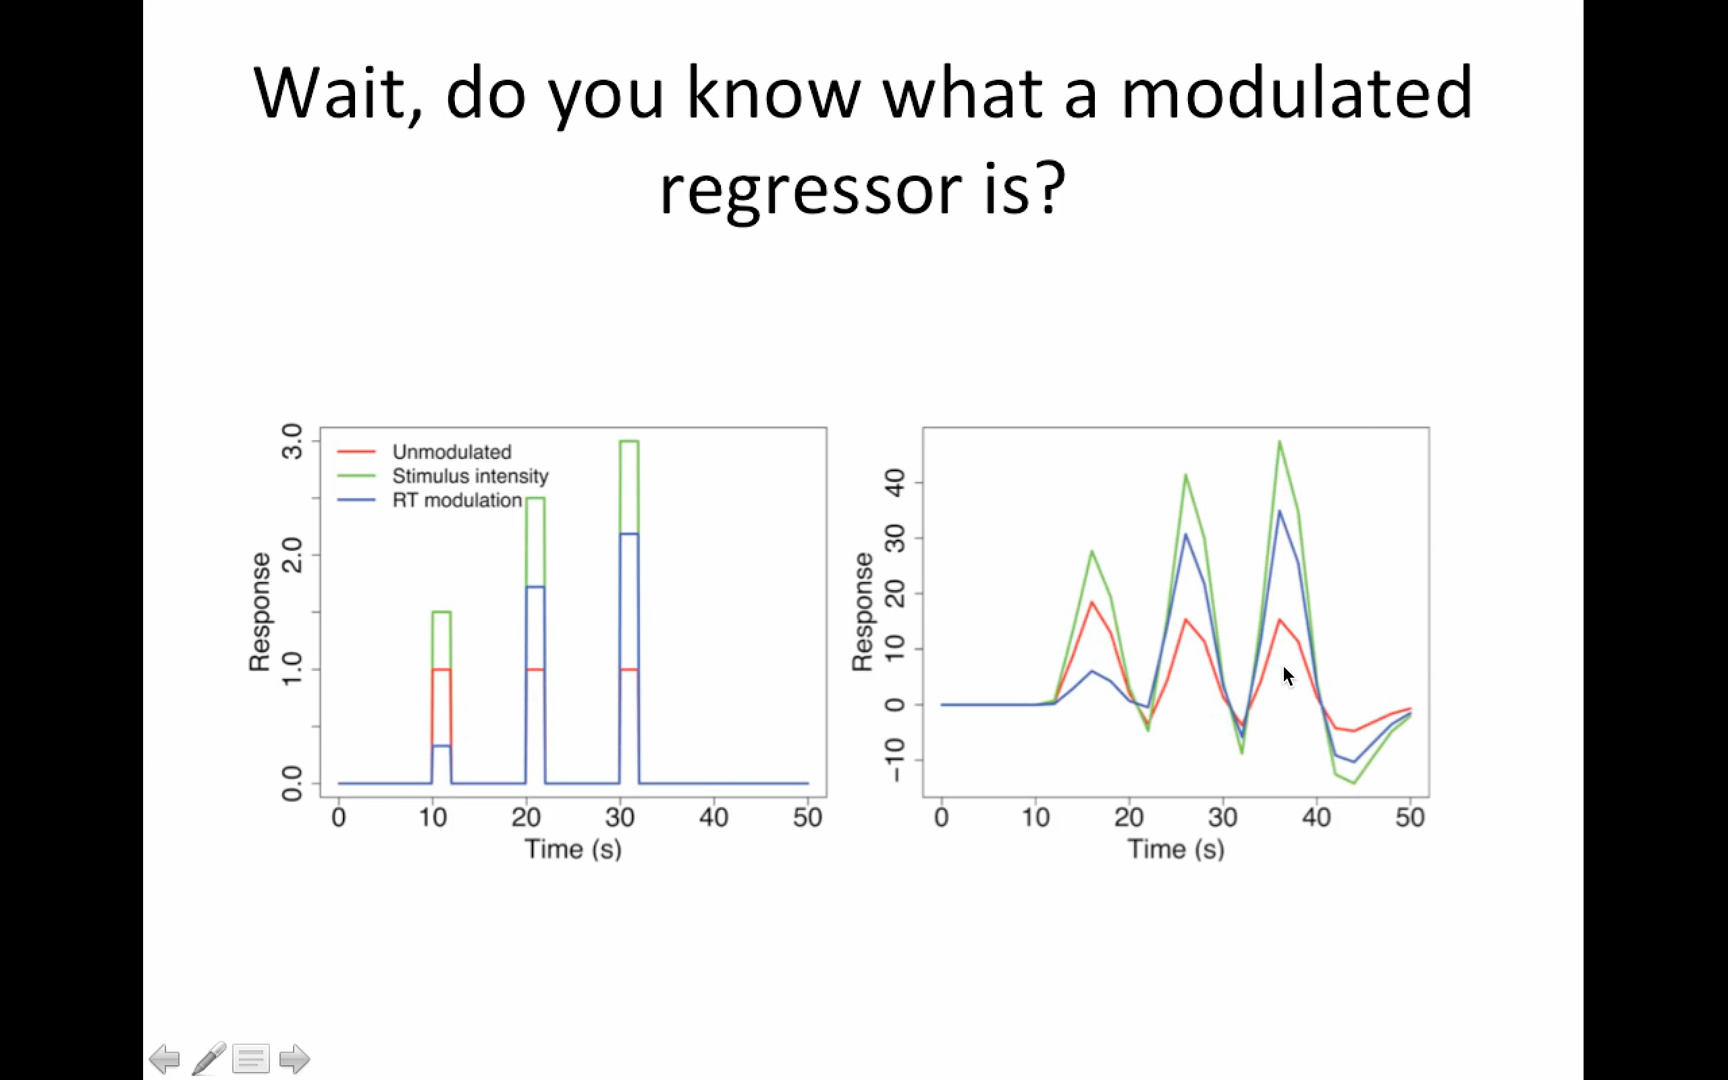 Wait, do you know what a modulated
regressor is?
Unmodulated
Stimulus intensity
RT modulation
Response
0.0
1.0
2.0
3.0
0 10 20 30 40 50
Time (s)
Response
−10
0
10
20
30
40
0 10 20 30 40 50
Time (s)